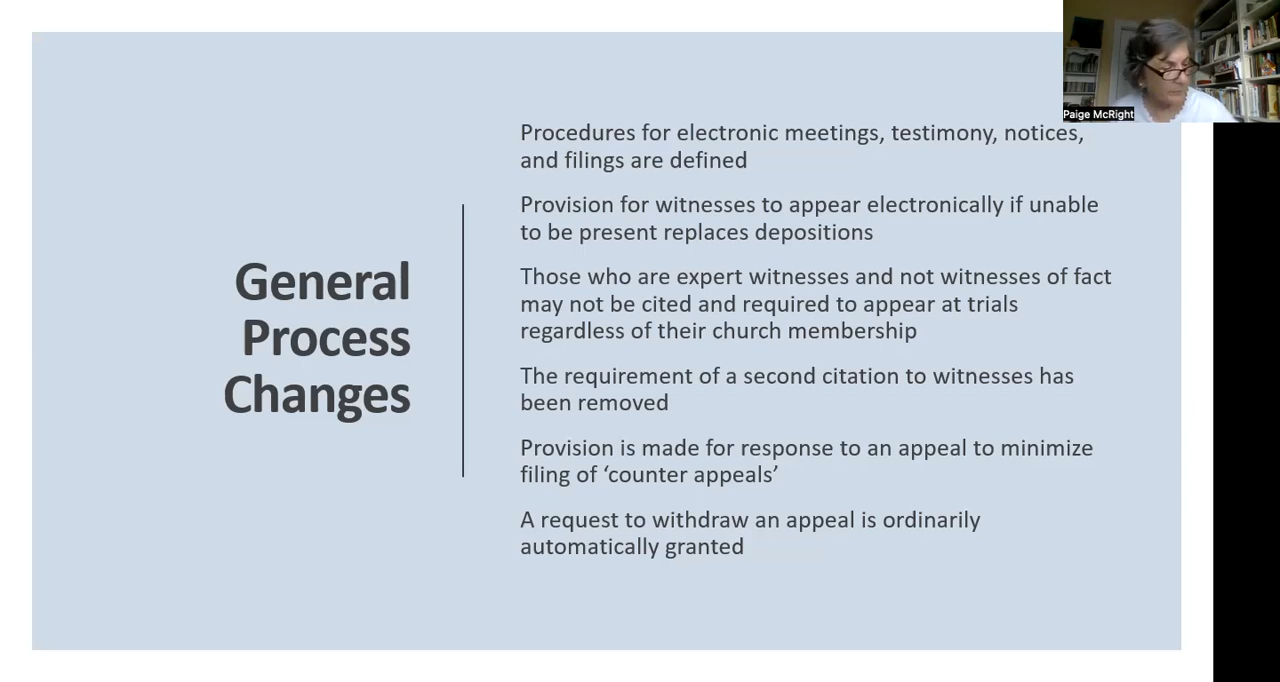 Paige McRight
Procedures for electronic meetings, testimony, notices,
and filings are defined
Provision for witnesses to appear electronically if unable
to be present replaces depositions
Those who are expert witnesses and not witnesses of fact
may not be cited and required to appear at trials
regardless of their church membership
The requirement of a second citation to witnesses has
been removed
Provision is made for response to an appeal to minimize
filing of ‘counter appeals’
A request to withdraw an appeal is ordinarily
automatically granted
General
Process
Changes